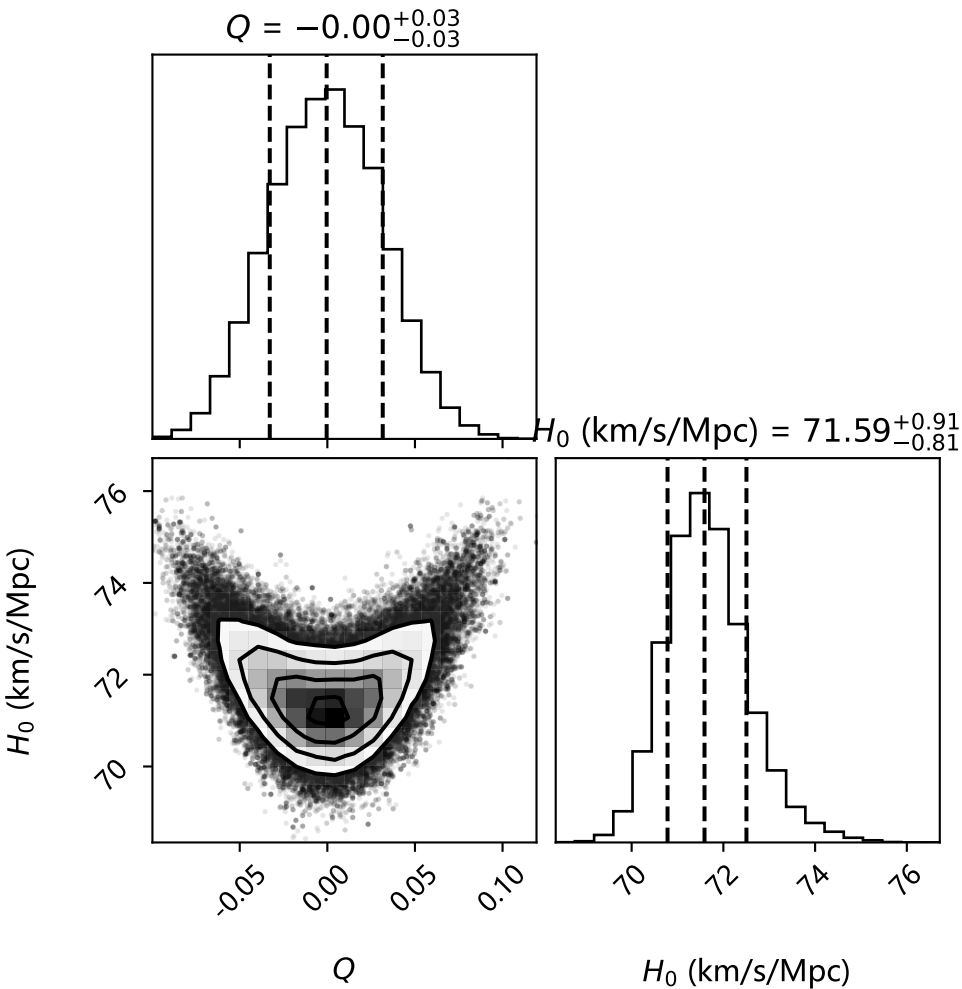 Q = −0.00+0.03−0.03
H0 (km/s/Mpc) = 71.59+0.91−0.81
76
74
72
70
H0 (km/s/Mpc)
-0.05 0.00 0.05 0.10
70 72 74 76
Q
H0 (km/s/Mpc)